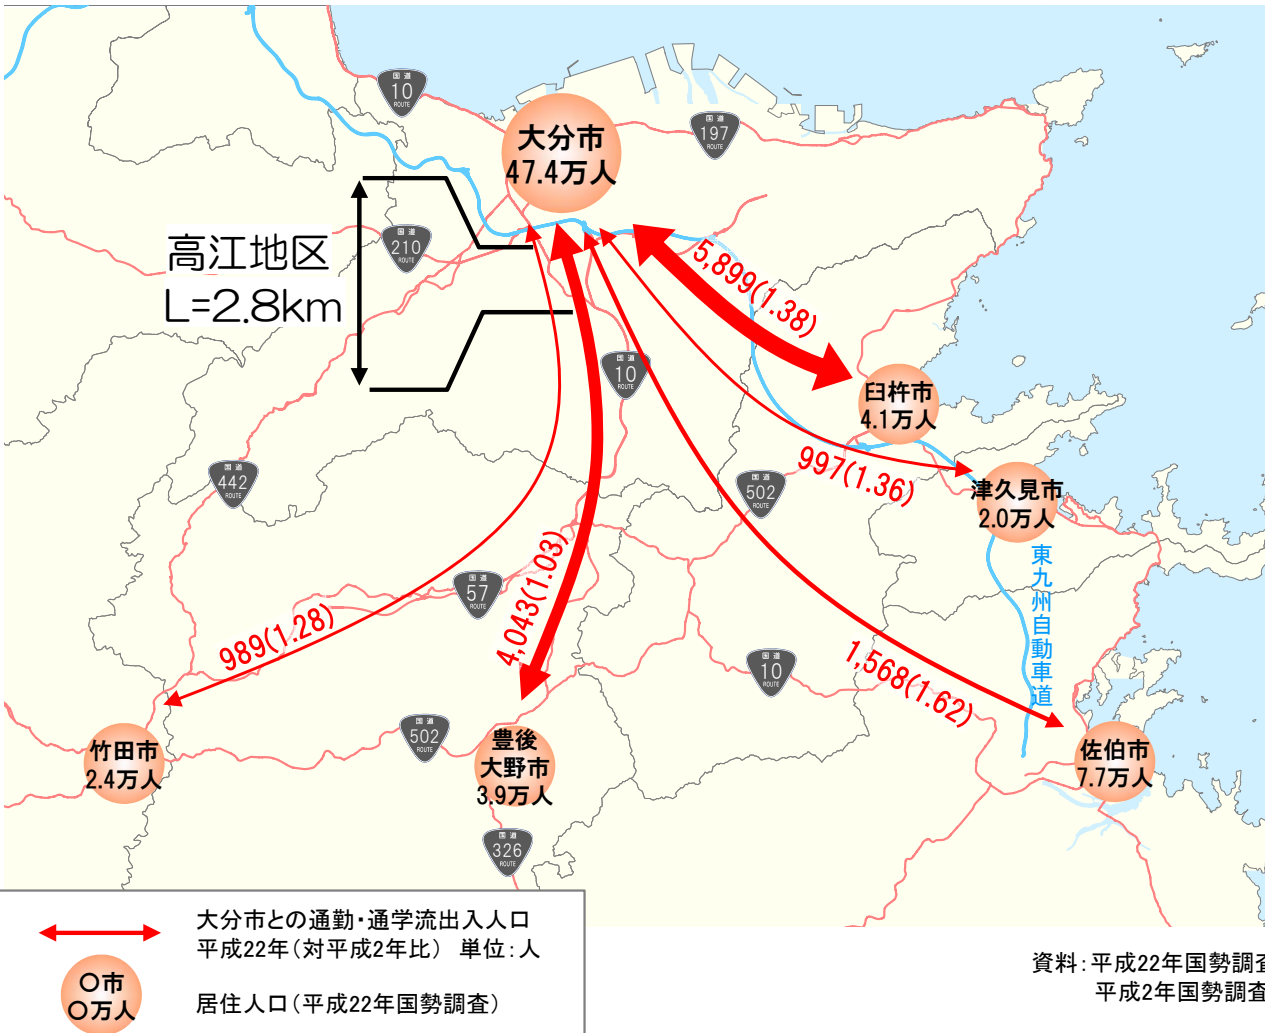 国道
10
ROUTE
大分市
47.4万人
国道
197
ROUTE
高江地区
L=2.8km
国道
210
ROUTE
5,899(1.38)
国道
10
ROUTE
臼杵市
4.1万人
997(1.36)
国道
442
ROUTE
国道
502
ROUTE
津久見市
2.0万人
東九州自動車道
国道
57
ROUTE
4,043(1.03)
989(1.28)
1,568(1.62)
国道
10
ROUTE
竹田市
2.4万人
国道
502
ROUTE
豊後
大野市
3.9万人
佐伯市
7.7万人
国道
326
ROUTE
大分市との通勤・通学流出入人口
平成22年(対平成2年比) 単位:人
○市
○万人
居住人口(平成22年国勢調査)
資料:平成22年国勢調査
平成2年国勢調査